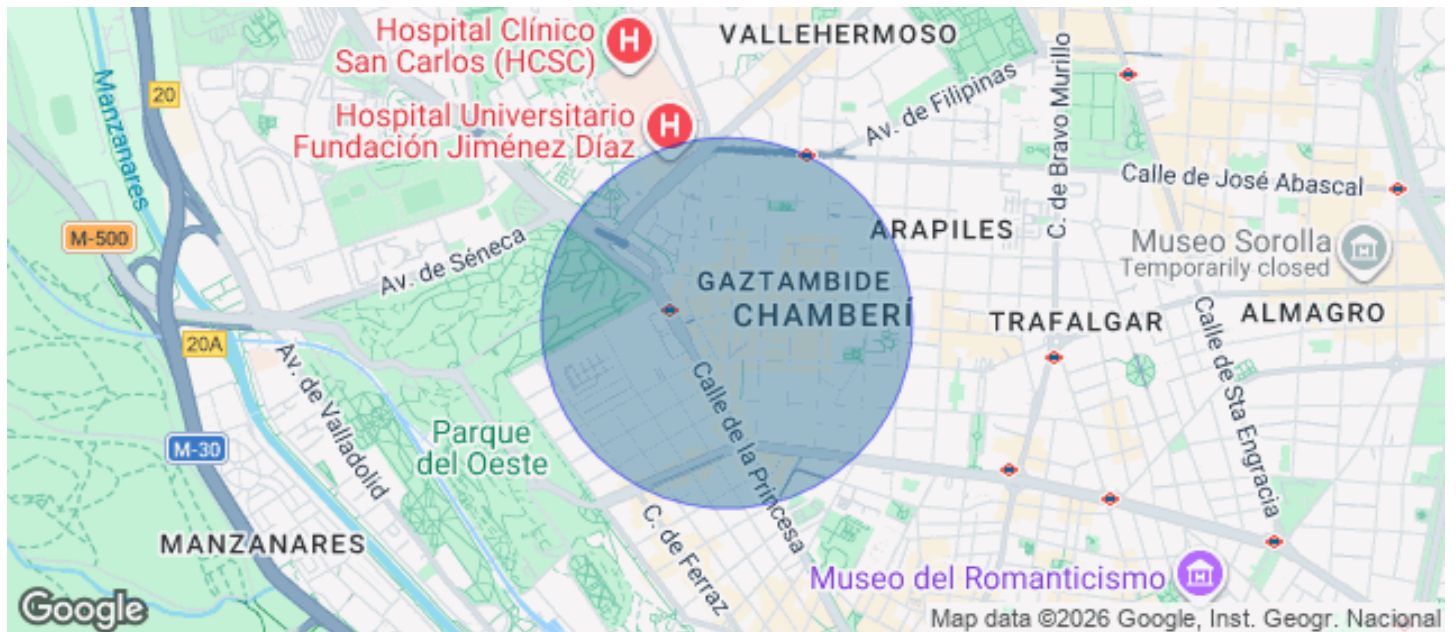 Hospital Clínico
San Carlos (HCSC)
VALLEHERMOSO
Manzanares
20
Hospital Universitario
Fundación Jiménez Díaz
Av. de Filipinas
C. de Bravo Murillo
Calle de José Abascal
M-500
Av. de Séneca
ARAPILES
Museo Sorolla
Temporarily closed
GAZTAMBIDE
CHAMBERÍ
TRAFALGAR
ALMAGRO
20A
Av. de Valladolid
Calle de la Princesa
Calle de Sta Engracia
M-30
Parque
del Oeste
MANZANARES
C. de Ferraz
Museo del Romanticismo
Google
Map data ©2026 Google, Inst. Geogr. Nacional